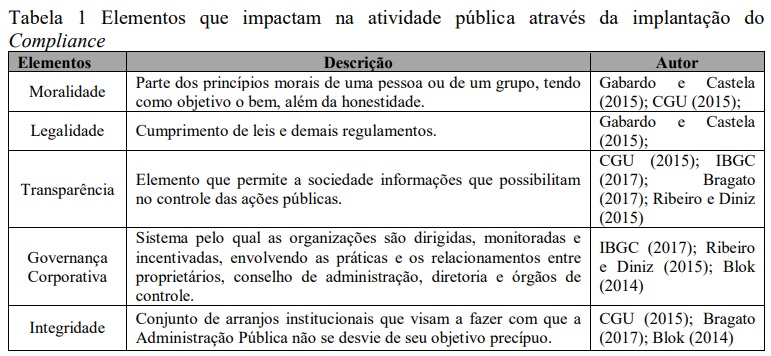 Tabela 1 Elementos que impactam na atividade pública através da implantação do
Compliance
Elementos Descrição Autor
Moralidade
Parte dos princípios morais de uma pessoa ou de um grupo, tendo
como objetivo o bem, além da honestidade.
Gabardo e Castela
(2015); CGU (2015);
Legalidade
Cumprimento de leis e demais regulamentos.
Gabardo e Castela
(2015);
Transparência
Elemento que permite a sociedade informações que possibilitam
no controle das ações públicas.
CGU (2015); IBGC
(2017); Bragato
(2017); Ribeiro e Diniz
(2015)
Governança
Corporativa
Sistema pelo qual as organizações são dirigidas, monitoradas e
incentivadas, envolvendo as práticas e os relacionamentos entre
proprietários, conselho de administração, diretoria e órgãos de
controle.
IBGC (2017); Ribeiro
e Diniz (2015); Blok
(2014)
Integridade
Conjunto de arranjos institucionais que visam a fazer com que a
Administração Pública não se desvie de seu objetivo precípuo.
CGU (2015); Bragato
(2017); Blok (2014)